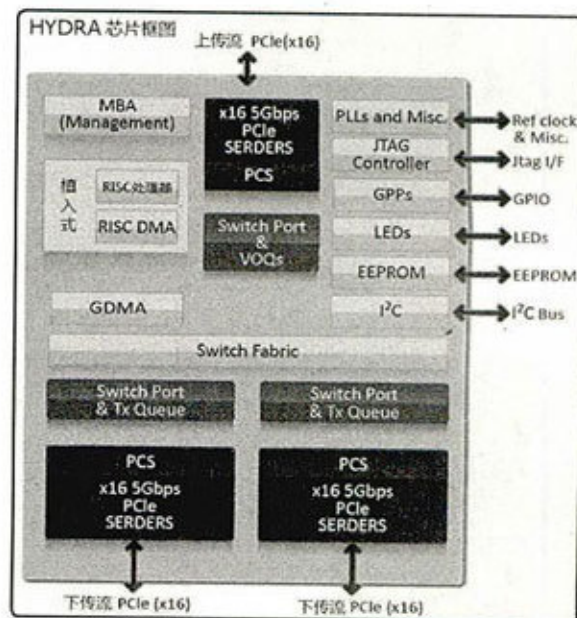 HYDRA 芯片框图
上传流 PCIe(x16)
MBA
(Management)
x16 5Gbps
PCIe
SERDERS
PCS
PLLs and Misc.
Ref clock
& Misc.
JTAG
Controller
Jtag I/F
植入式
RISC处理器
RISC DMA
GPPs
GPIO
Switch Port
&
VOQs
LEDs
LEDs
EEPROM
EEPROM
GDMA
I²C
I²C Bus
Switch Fabric
Switch Port
& Tx Queue
Switch Port
& Tx Queue
PCS
x16 5Gbps
PCIe
SERDERS
PCS
x16 5Gbps
PCIe
SERDERS
下传流 PCIe (x16)
下传流 PCIe (x16)